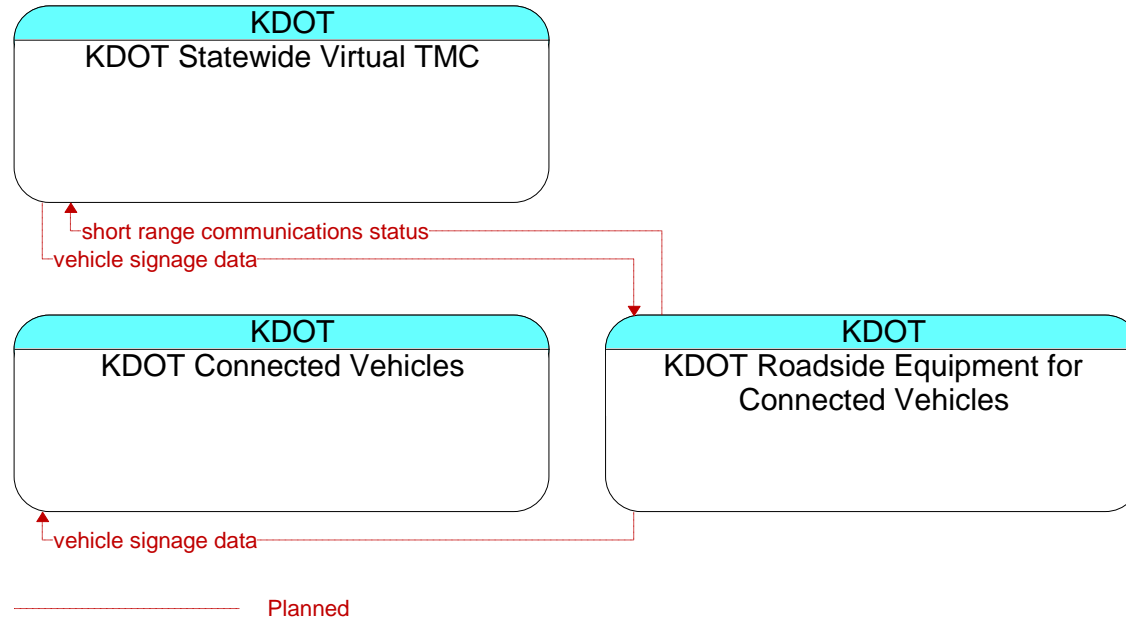 KDOT
KDOT Statewide Virtual TMC
short range communications status
vehicle signage data
KDOT
KDOT Connected Vehicles
KDOT
KDOT Roadside Equipment for
Connected Vehicles
vehicle signage data
Planned